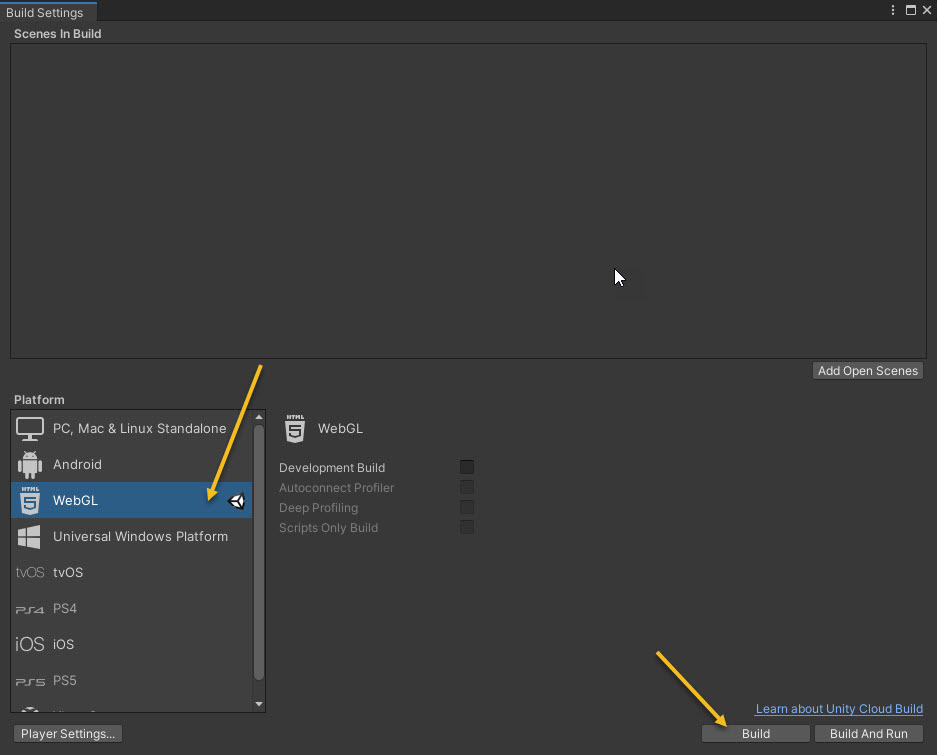 Build Settings
Scenes In Build
Add Open Scenes
Platform
PC, Mac & Linux Standalone
Android
HTML
5
WebGL
Universal Windows Platform
tvOS tvOS
PS4 PS4
iOS iOS
PS5 PS5
HTML
5
WebGL
Development Build
Autoconnect Profiler
Deep Profiling
Scripts Only Build
Learn about Unity Cloud Build
Player Settings...
Build
Build And Run